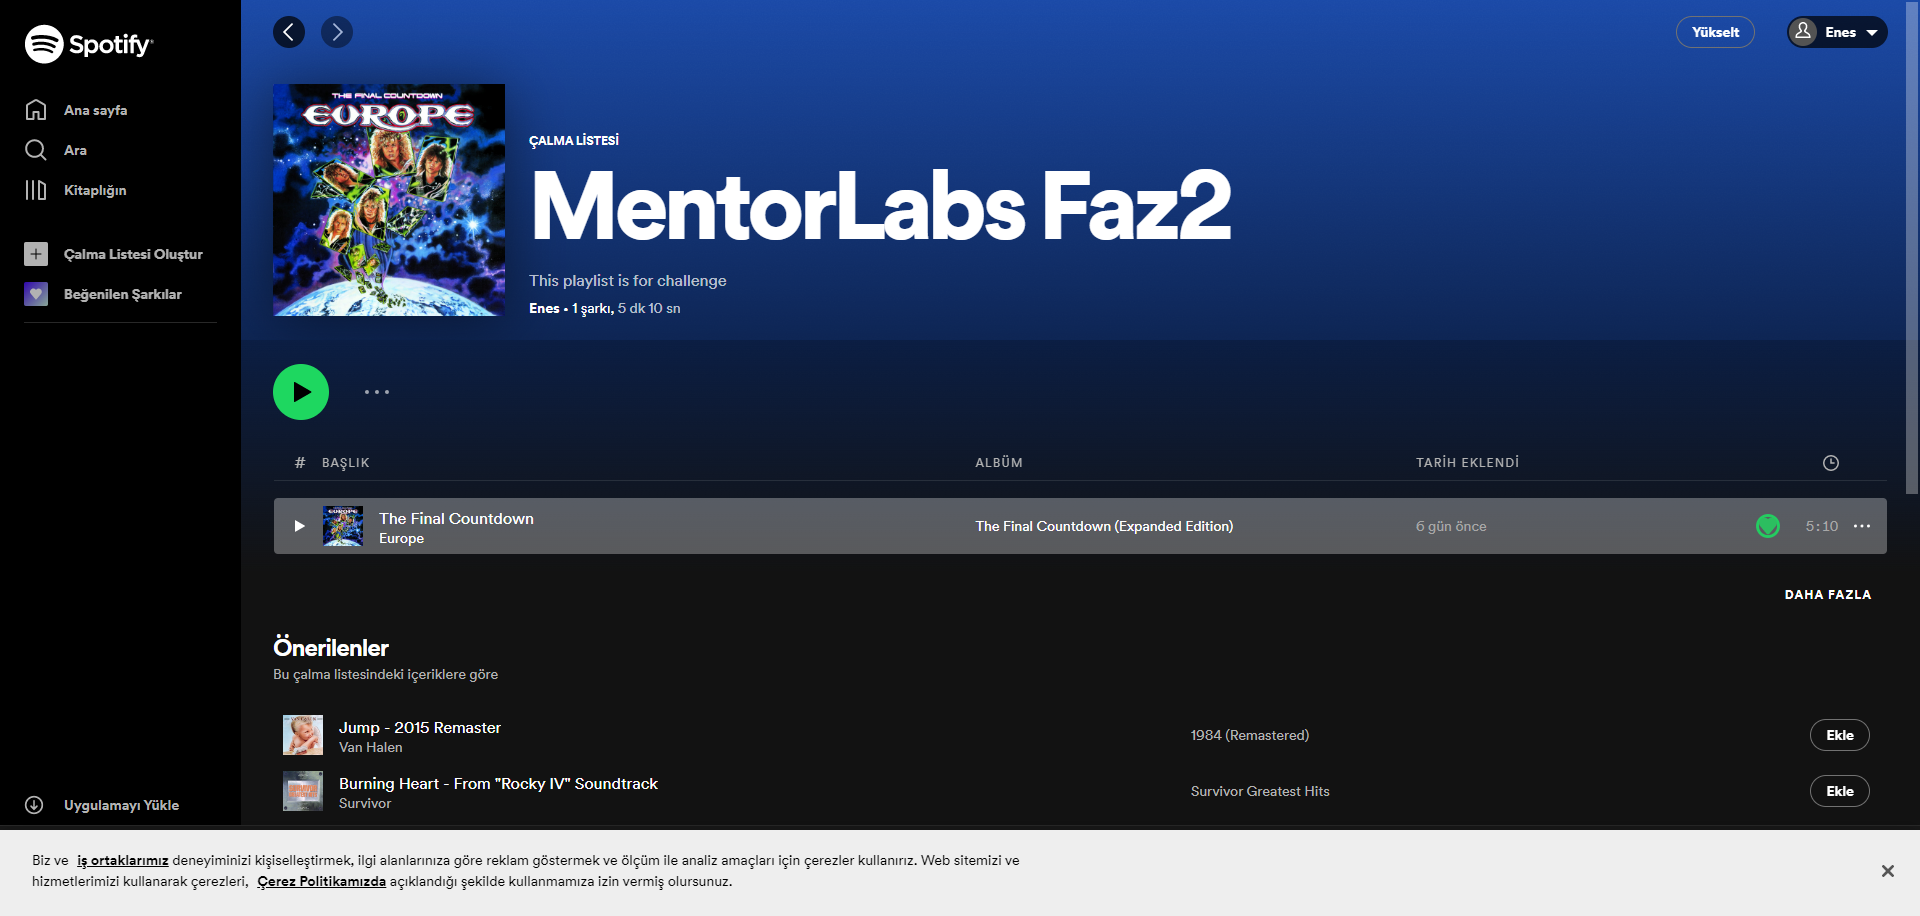 Spotify
Yükselt
Enes
Ana sayfa
Ara
Kitaplığın
Çalma Listesi Oluştur
Beğenilen Şarkılar
Uygulamayı Yükle
THE FINAL COUNTDOWN
EUROPE
ÇALMA LİSTESİ
MentorLabs Faz2
This playlist is for challenge
Enes • 1 şarkı, 5 dk 10 sn
# BAŞLIK ALBÜM TARİH EKLENDİ
EUROPE
The Final Countdown
Europe
The Final Countdown (Expanded Edition)
6 gün önce
5:10
DAHA FAZLA
Önerilenler
Bu çalma listesindeki içeriklere göre
Jump - 2015 Remaster
Van Halen
1984 (Remastered)
Ekle
Burning Heart - From "Rocky IV" Soundtrack
Survivor
Survivor Greatest Hits
Ekle
Biz ve iş ortaklarımız deneyiminizi kişiselleştirmek, ilgi alanlarınıza göre reklam göstermek ve ölçüm ile analiz amaçları için çerezler kullanırız. Web sitemizi ve
hizmetlerimizi kullanarak çerezleri, Çerez Politikamızda açıklandığı şekilde kullanmamıza izin vermiş olursunuz.